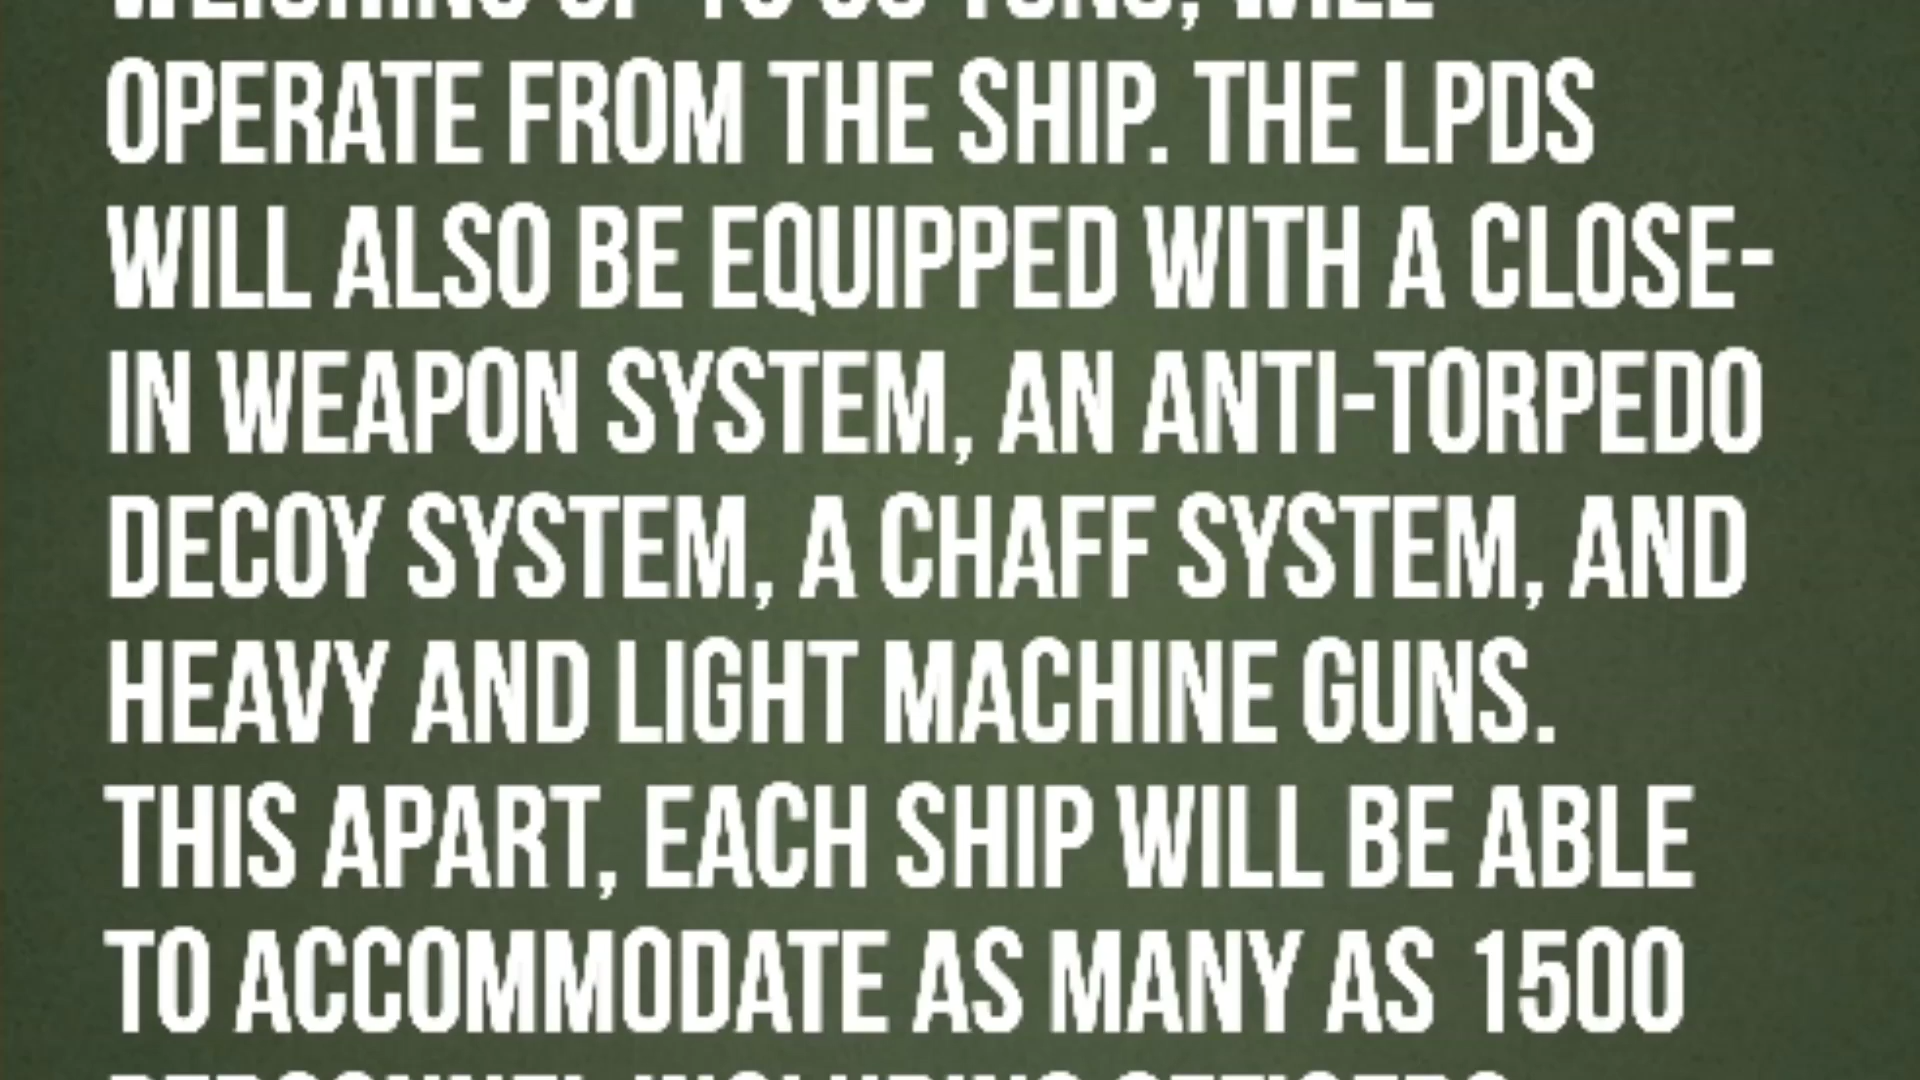 OPERATE FROM THE SHIP. THE LPDS
WILL ALSO BE EQUIPPED WITH A CLOSE-
IN WEAPON SYSTEM, AN ANTI-TORPEDO
DECOY SYSTEM, A CHAFF SYSTEM, AND
HEAVY AND LIGHT MACHINE GUNS.
THIS APART, EACH SHIP WILL BE ABLE
TO ACCOMMODATE AS MANY AS 1500